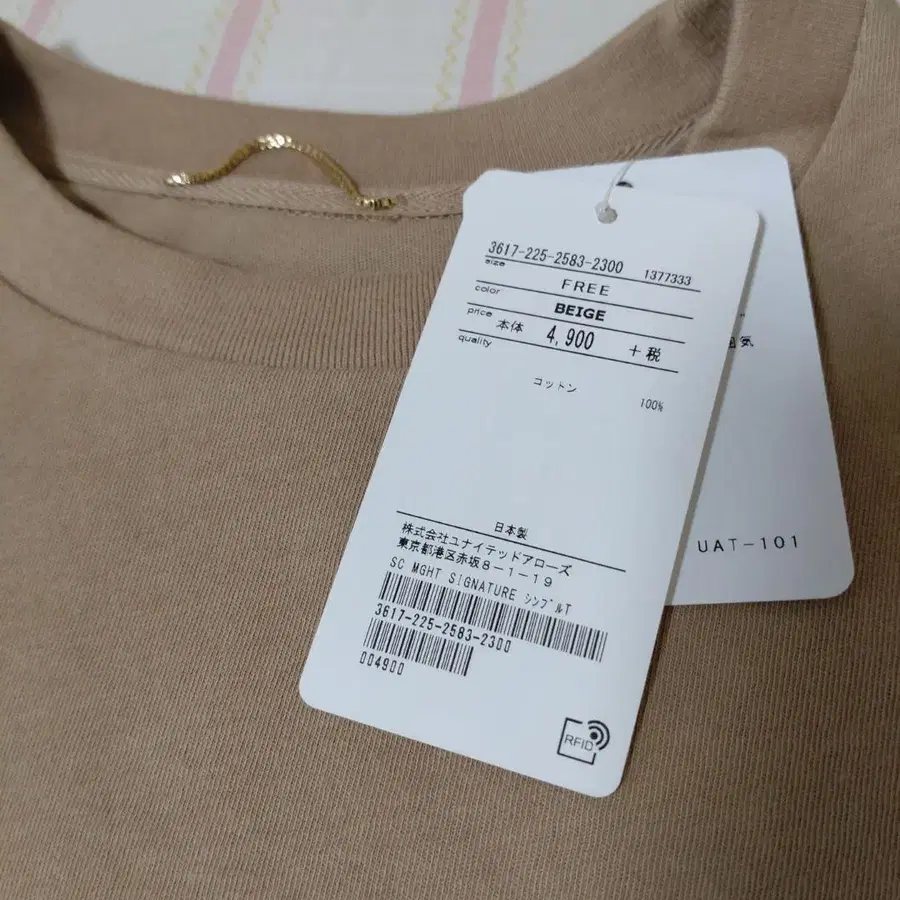 3617-225-2583-2300 1377333
size FREE
color BEIGE
price 本体 4,900 +税
quality
コットン 100%
日本製
株式会社ユナイテッドアローズ
東京都港区赤坂8-1-19
SC MGHT SIGNATURE シンプルT
3617-225-2583-2300
004900
RFID
気
UAT-101